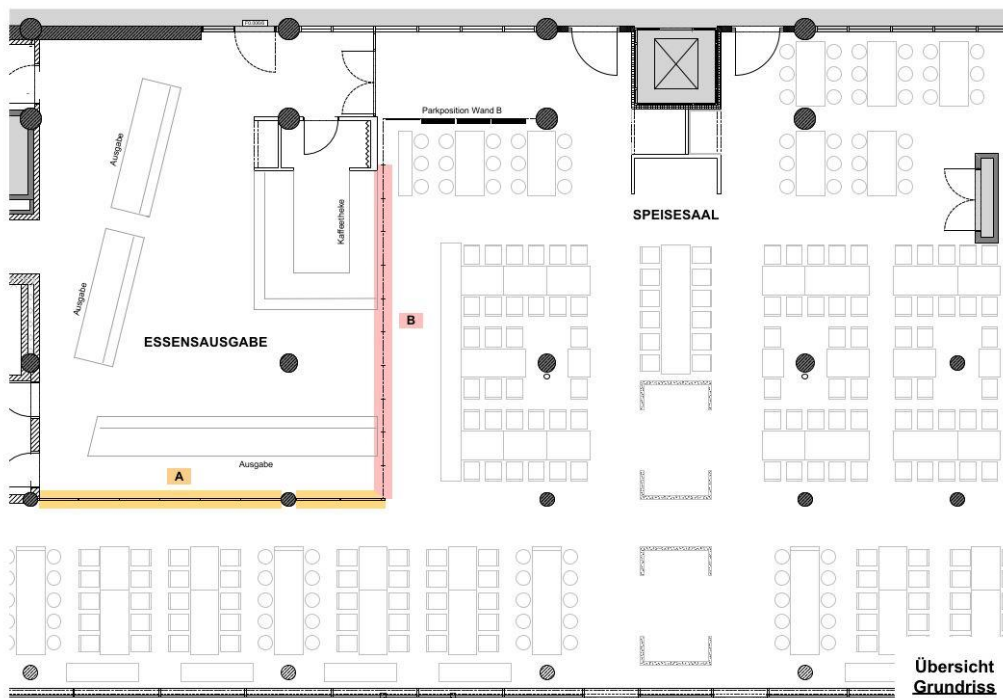 Parkposition Wand B
Ausgabe
Kaffeetheke
SPEISESAAL
Ausgabe
B
ESSENSAUSGABE
Ausgabe
A
Übersicht
Grundriss